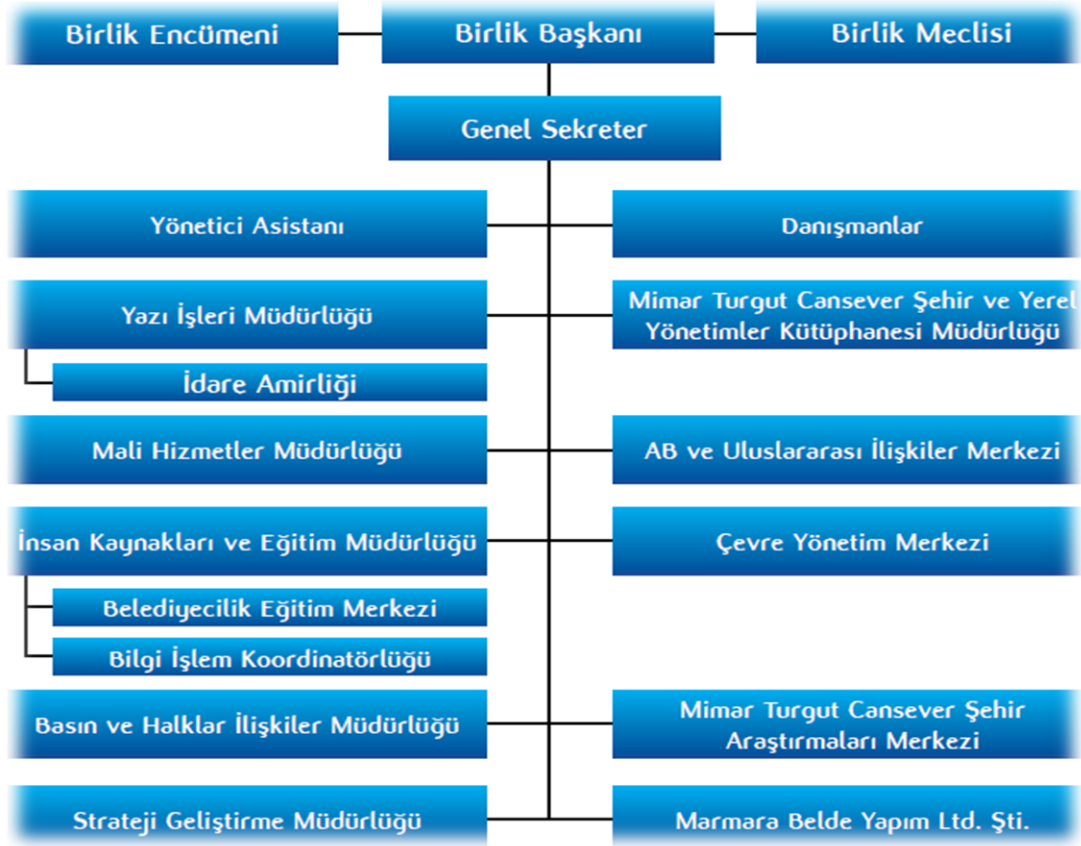 Birlik Encümeni
Birlik Başkanı
Birlik Meclisi
Genel Sekreter
Yönetici Asistanı
Danışmanlar
Yazı İşleri Müdürlüğü
Mimar Turgut Cansever Şehir ve Yerel
Yönetimler Kütüphanesi Müdürlüğü
İdare Amirliği
Mali Hizmetler Müdürlüğü
AB ve Uluslararası İlişkiler Merkezi
İnsan Kaynakları ve Eğitim Müdürlüğü
Çevre Yönetim Merkezi
Belediyecilik Eğitim Merkezi
Bilgi İşlem Koordinatörlüğü
Basın ve Halklar İlişkiler Müdürlüğü
Mimar Turgut Cansever Şehir
Araştırmaları Merkezi
Strateji Geliştirme Müdürlüğü
Marmara Belde Yapım Ltd. Şti.